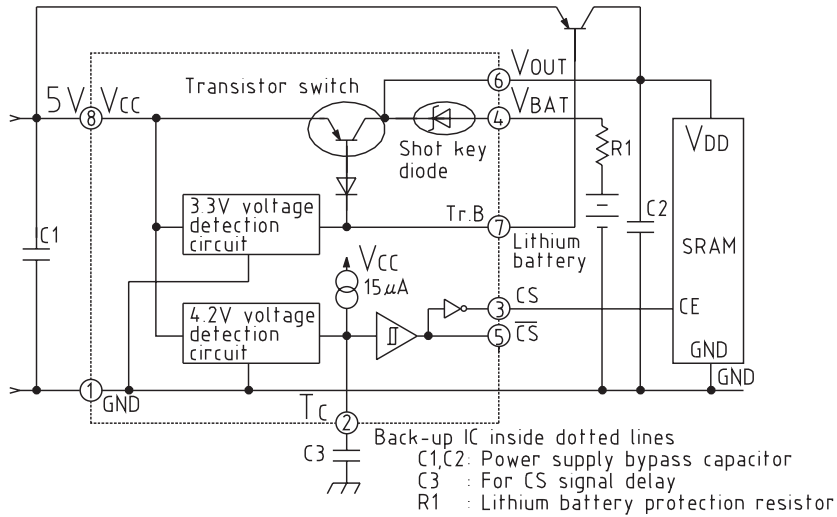 VOUT
6
Transistor switch
5V
VCC
8
VBAT
4
Shot key
diode
R1
VDD
3.3V voltage
detection
circuit
Tr.B
7
Lithium
battery
C1
C2
SRAM
VCC
15μA
4.2V voltage
detection
circuit
CS
3
CE
5
C̅S̅
GND
1
GND
GND
TC
2
C3
Back-up IC inside dotted lines
C1,C2: Power supply bypass capacitor
C3 : For CS signal delay
R1 : Lithium battery protection resistor